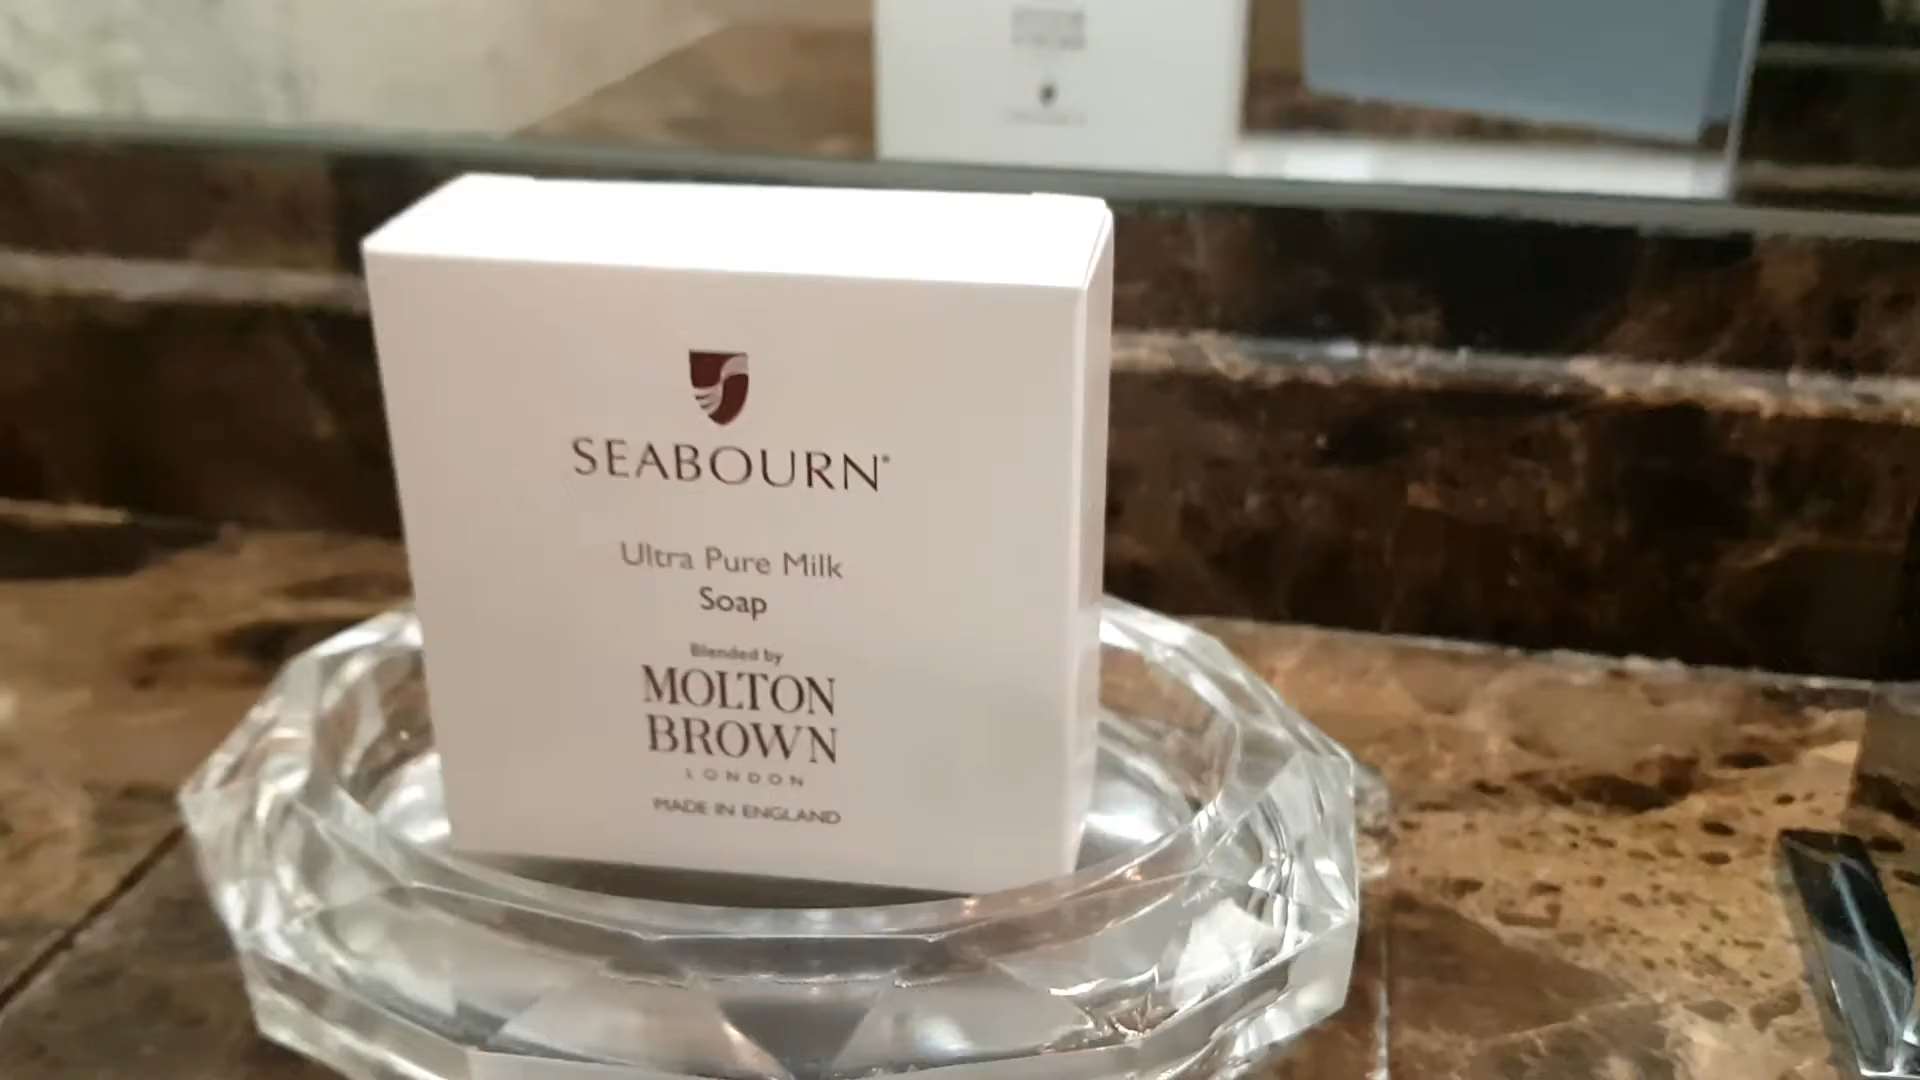 SEABOURN®
Ultra Pure Milk
Soap
Blended by
MOLTON
BROWN
LONDON
MADE IN ENGLAND